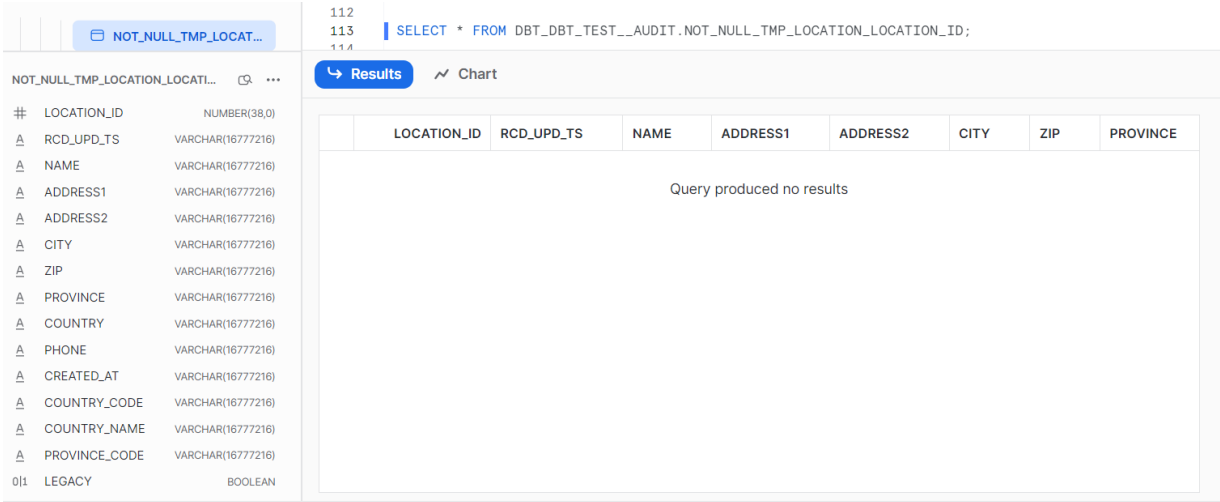 NOT_NULL_TMP_LOCAT...
NOT_NULL_TMP_LOCATION_LOCATI...
# LOCATION_ID NUMBER(38,0)
A RCD_UPD_TS VARCHAR(16777216)
A NAME VARCHAR(16777216)
A ADDRESS1 VARCHAR(16777216)
A ADDRESS2 VARCHAR(16777216)
A CITY VARCHAR(16777216)
A ZIP VARCHAR(16777216)
A PROVINCE VARCHAR(16777216)
A COUNTRY VARCHAR(16777216)
A PHONE VARCHAR(16777216)
A CREATED_AT VARCHAR(16777216)
A COUNTRY_CODE VARCHAR(16777216)
A COUNTRY_NAME VARCHAR(16777216)
A PROVINCE_CODE VARCHAR(16777216)
0|1 LEGACY BOOLEAN
112
113 SELECT * FROM DBT_DBT_TEST__AUDIT.NOT_NULL_TMP_LOCATION_LOCATION_ID;
114
Results Chart
LOCATION_ID RCD_UPD_TS NAME ADDRESS1 ADDRESS2 CITY ZIP PROVINCE
Query produced no results